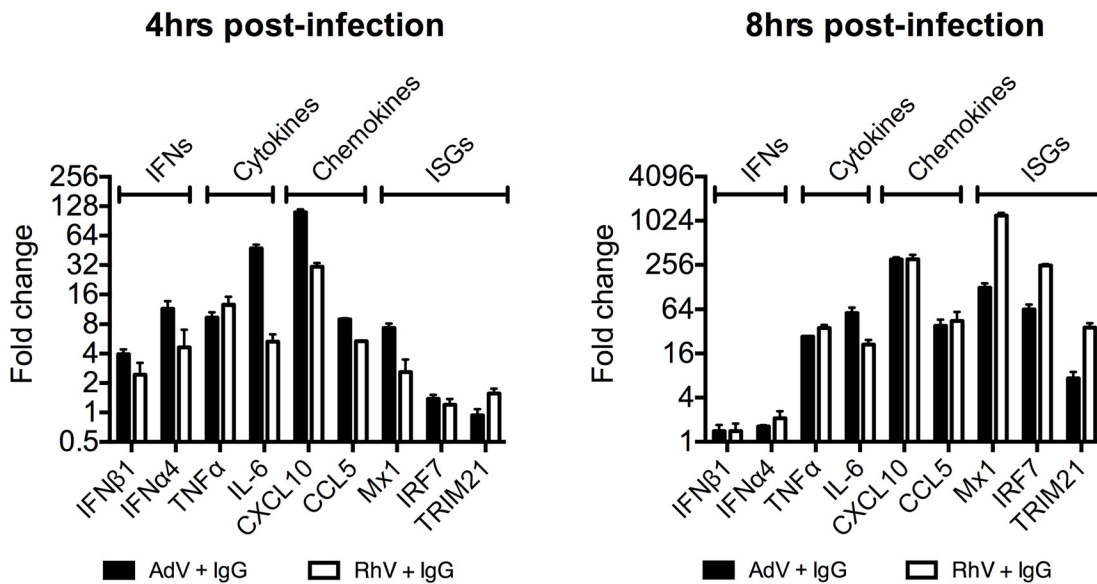 4hrs post-infection
IFNs
Cytokines
Chemokines
ISGs
Fold change
256
128
64
32
16
8
4
2
1
0.5
IFNβ1
IFNα4
TNFα
IL-6
CXCL10
CCL5
Mx1
IRF7
TRIM21
AdV + IgG
RhV + IgG
8hrs post-infection
IFNs
Cytokines
Chemokines
ISGs
Fold change
4096
1024
256
64
16
4
1
IFNβ1
IFNα4
TNFα
IL-6
CXCL10
CCL5
Mx1
IRF7
TRIM21
AdV + IgG
RhV + IgG